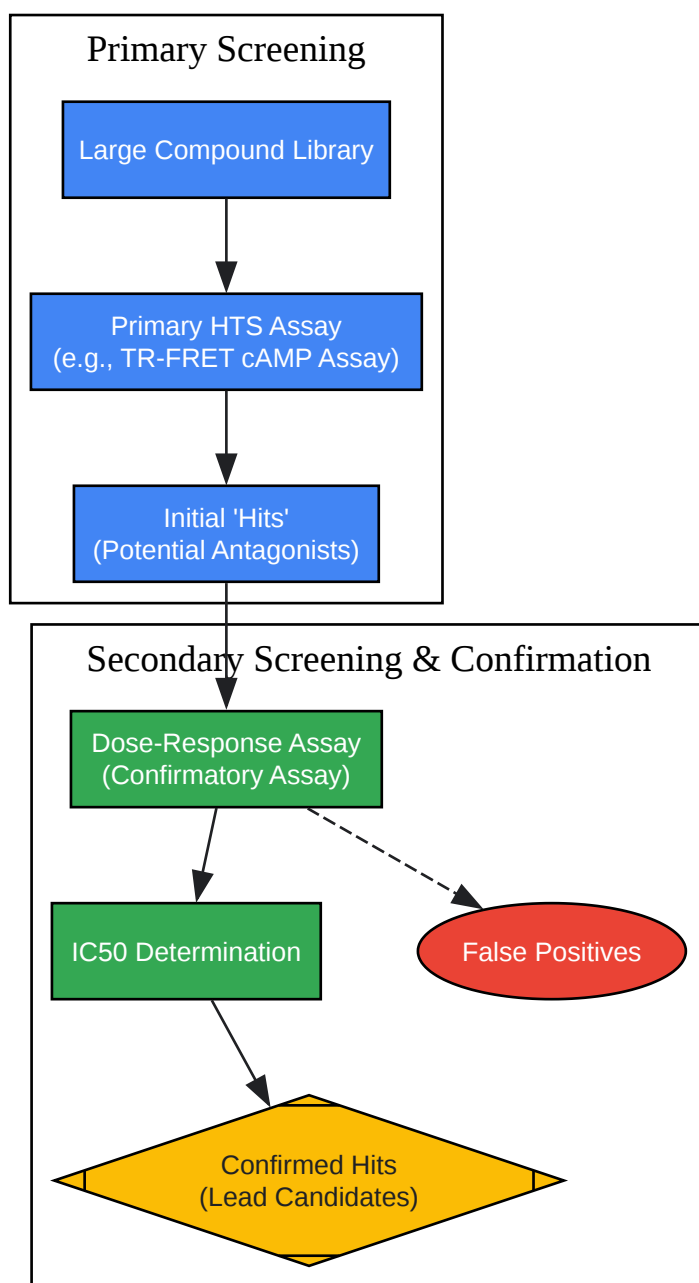 Primary Screening
Large Compound Library
Primary HTS Assay
(e.g., TR-FRET cAMP Assay)
Initial 'Hits'
(Potential Antagonists)
Secondary Screening & Confirmation
Dose-Response Assay
(Confirmatory Assay)
IC50 Determination
False Positives
Confirmed Hits
(Lead Candidates)